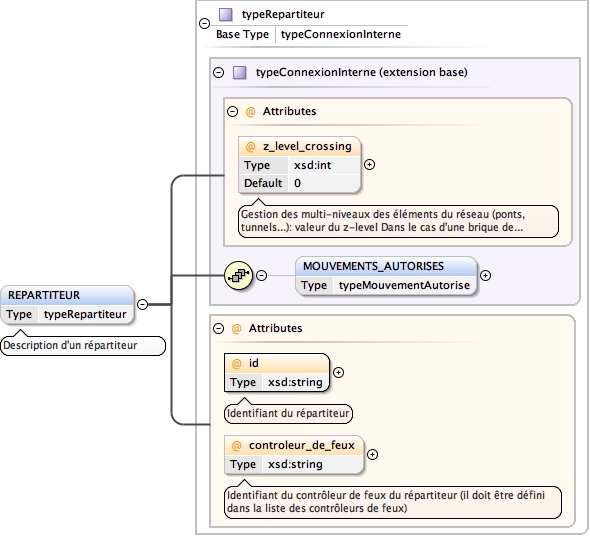 typeRepartiteur
Base Type typeConnexionInterne
typeConnexionInterne (extension base)
@ Attributes
@ z_level_crossing
Type xsd:int
Default 0
Gestion des multi-niveaux des éléments du réseau (ponts,
tunnels...): valeur du z-level Dans le cas d'une brique de...
MOUVEMENTS_AUTORISES
Type typeMouvementAutorise
REPARTITEUR
Type typeRepartiteur
Description d'un répartiteur
@ Attributes
@ id
Type xsd:string
Identifiant du répartiteur
@ controleur_de_feux
Type xsd:string
Identifiant du contrôleur de feux du répartiteur (il doit être défini
dans la liste des contrôleurs de feux)